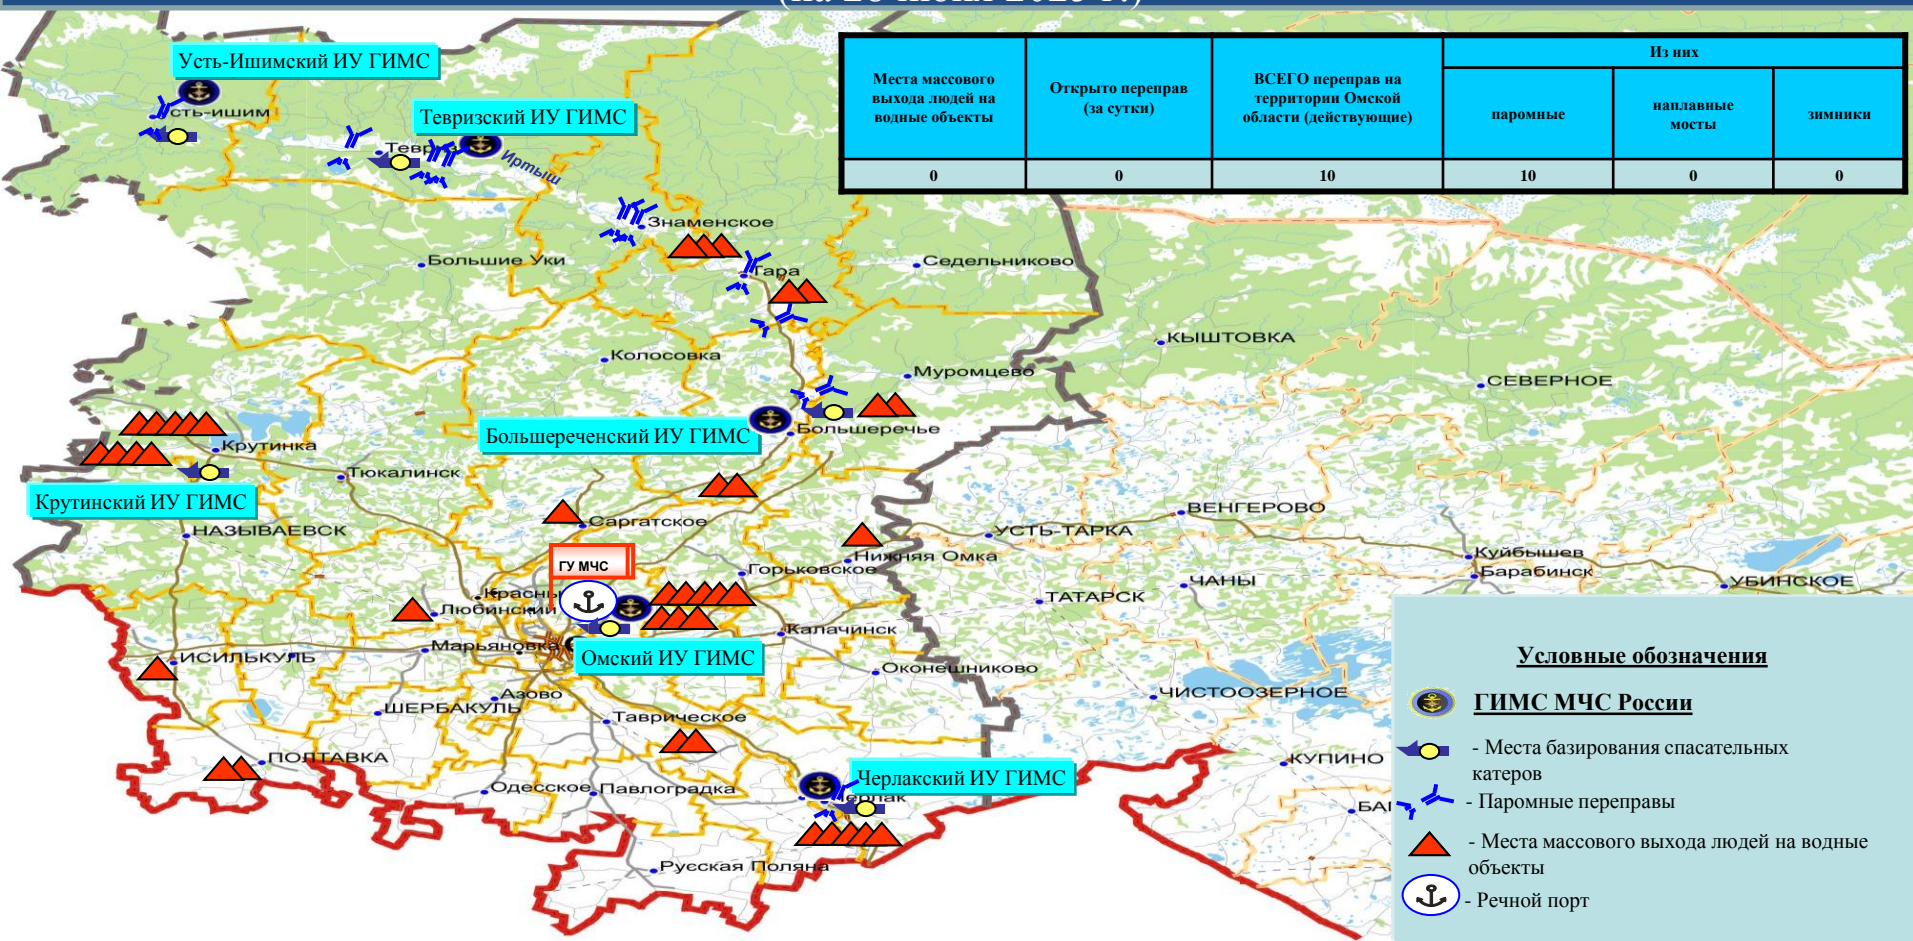 Усть-Ишимский ИУ ГИМС
Тевризский ИУ ГИМС
Иртыш
Знаменское
Большие Уки
Тара
Седельниково
Колосовка
Муромцево
КЫШТОВКА
СЕВЕРНОЕ
Большереченский ИУ ГИМС
Большеречье
Крутинка
Тюкалинск
Крутинский ИУ ГИМС
НАЗЫВАЕВСК
Саргатское
УСТЬ-ТАРКА
ВЕНГЕРОВО
Нижняя Омка
Куйбышев
Барабинск
ГУ МЧС
Горьковское
ЧАНЫ
УБИНСКОЕ
Любинский
ТАТАРСК
Калачинск
Марьяновка
ИСИЛЬКУЛЬ
Омский ИУ ГИМС
Оконешниково
ЧИСТООЗЕРНОЕ
Азово
ШЕРБАКУЛЬ
Таврическое
ПОЛТАВКА
КУПИНО
Черлакский ИУ ГИМС
Одесское
Павлоградка
Русская Поляна
Места массового
выхода людей на
водные объекты
Открыто переправ
(за сутки)
ВСЕГО переправ на
территории Омской
области (действующие)
Из них
паромные
наплавные
мосты
зимники
0 0 10 10 0 0
Условные обозначения
ГИМС МЧС России
- Места базирования спасательных
катеров
- Паромные переправы
- Места массового выхода людей на водные
объекты
- Речной порт